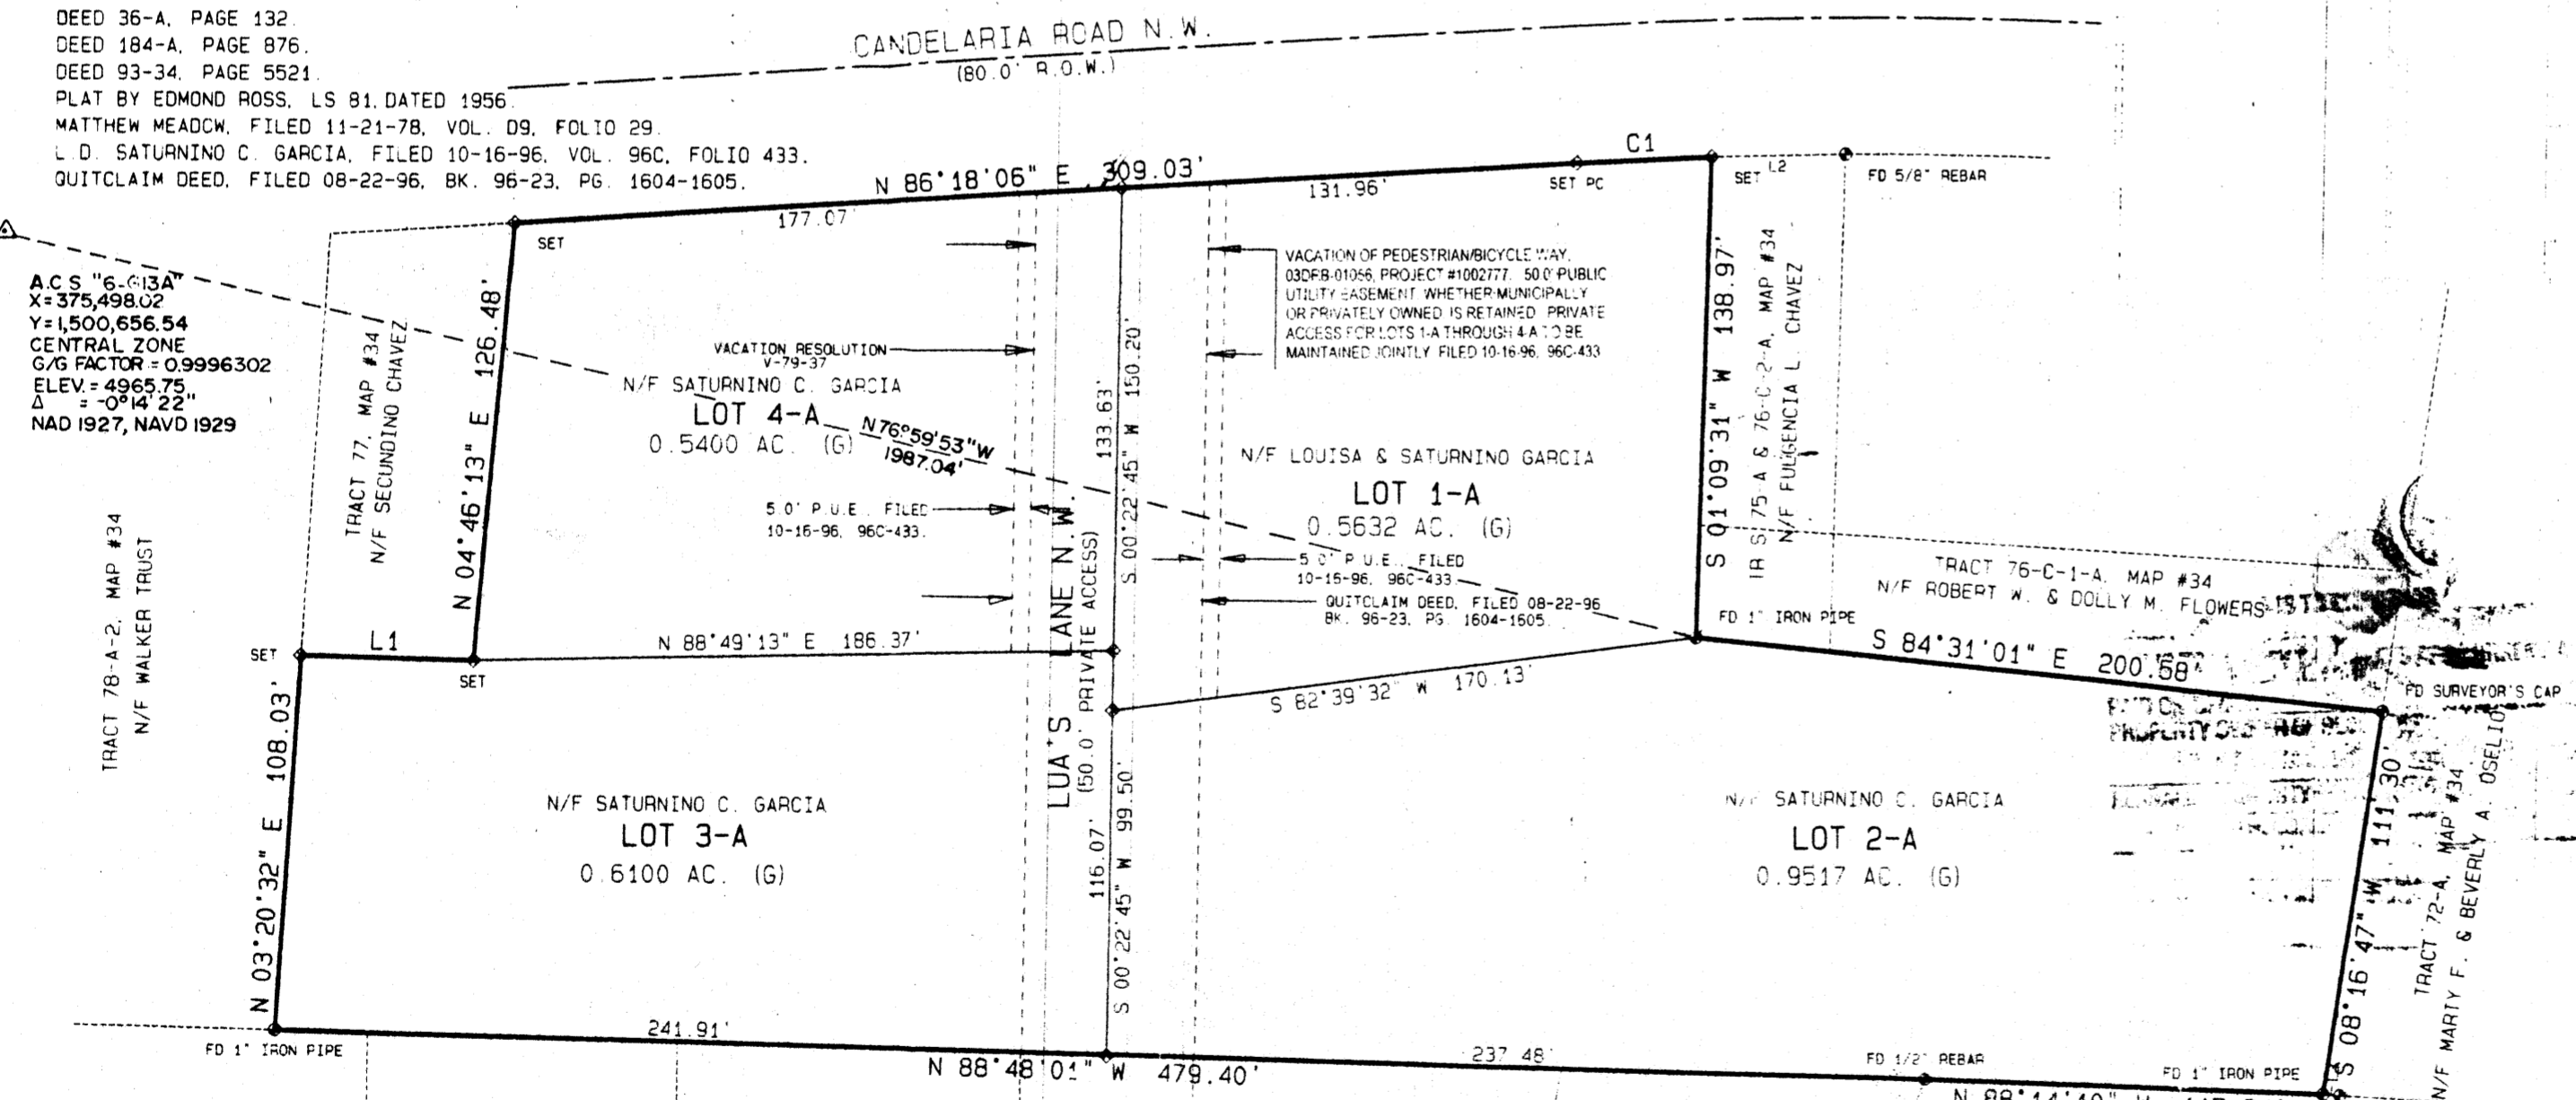 DEED 36-A, PAGE 132.
DEED 184-A, PAGE 876.
DEED 93-34, PAGE 5521.
PLAT BY EDMOND ROSS, LS 81, DATED 1956.
MATTHEW MEADOW, FILED 11-21-78, VOL. D9, FOLIO 29.
L.D. SATURNINO C. GARCIA, FILED 10-16-96, VOL. 96C, FOLIO 433.
QUITCLAIM DEED, FILED 08-22-96, BK. 96-23, PG. 1604-1605.
CANDELARIA ROAD N.W.
(80.0' R.O.W.)
N 86°18'06" E 309.03'
177.07'
131.96'
SET PC
C1
SET
L2
FD 5/8" REBAR
SET
A.C.S "6-G13A"
X=375,498.02
Y=1,500,656.54
CENTRAL ZONE
G/G FACTOR = 0.9996302
ELEV.= 4965.75
Δ = -0°14'22"
NAD 1927, NAVD 1929
TRACT 77, MAP #34
N/F SECUNDINO CHAVEZ
N 04°46'13" E 126.48'
VACATION RESOLUTION
V-79-37
N/F SATURNINO C. GARCIA
LOT 4-A
0.5400 AC. (G)
N76°59'53"W
1987.04'
5.0' P.U.E., FILED
10-16-96, 96C-433.
133.63'
S 00°22'45" W 150.20'
VACATION OF PEDESTRIAN/BICYCLE WAY,
03DRB-01056, PROJECT #1002777. 50.0' PUBLIC
UTILITY EASEMENT WHETHER MUNICIPALLY
OR PRIVATELY OWNED IS RETAINED PRIVATE
ACCESS FOR LOTS 1-A THROUGH 4-A TO BE
MAINTAINED JOINTLY FILED 10-16-96, 96C-433
N/F LOUISA & SATURNINO GARCIA
LOT 1-A
0.5632 AC. (G)
5.0' P.U.E., FILED
10-16-96, 96C-433.
QUITCLAIM DEED, FILED 08-22-96
BK. 96-23, PG. 1604-1605.
S 01°09'31" W 138.97'
TR S 75-A & 76-C-2-A, MAP #34
N/F FULGENCIA L. CHAVEZ
TRACT 76-C-1-A, MAP #34
N/F ROBERT W. & DOLLY M. FLOWERS
FD 1" IRON PIPE
S 84°31'01" E 200.58'
FD SURVEYOR'S CAP
TRACT 78-A-2, MAP #34
N/F WALKER TRUST
SET
L1
SET
N 88°49'13" E 186.37'
LUA'S LANE N.W.
(50.0' PRIVATE ACCESS)
S 82°39'32" W 170.13'
N 03°20'32" E 108.03'
N/F SATURNINO C. GARCIA
LOT 3-A
0.6100 AC. (G)
116.07'
S 00°22'45" W 99.50'
PROPERTY
N/F SATURNINO C. GARCIA
LOT 2-A
0.9517 AC. (G)
S 08°16'47" W 111.30'
TRACT 72-A, MAP #34
N/F MARTY F. & BEVERLY A. OSELIO
FD 1" IRON PIPE
241.91'
N 88°48'01" W 479.40'
237.48'
FD 1/2" REBAR
FD 1" IRON PIPE